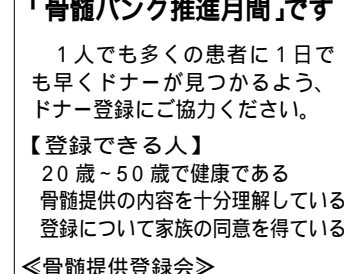 「骨髄バンク推進月間」です
1人でも多くの患者に1日で
も早くドナーが見つかるよう、
ドナー登録にご協力ください。
【登録できる人】
20歳~50歳で健康である
骨髄提供の内容を十分理解している
登録について家族の同意を得ている
≪骨髄提供登録会≫